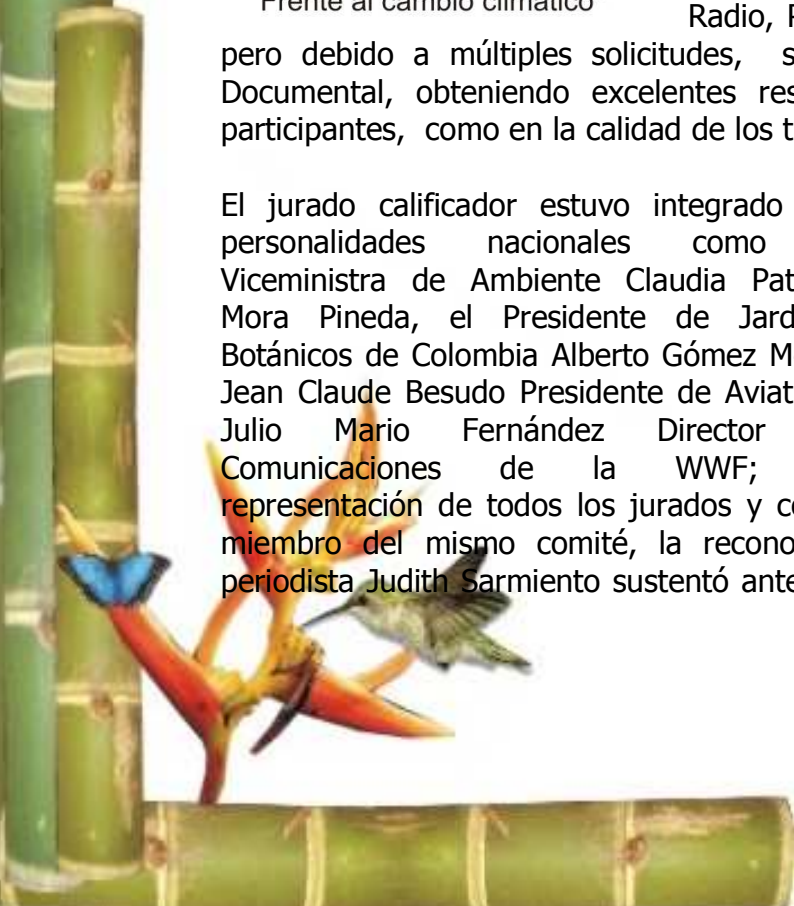 Frente al cambio climático
Radio,
pero debido a múltiples solicitudes,
Documental, obteniendo excelentes
participantes, como en la calidad de los
El jurado calificador estuvo integrado
personalidades nacionales como
Viceministra de Ambiente Claudia
Mora Pineda, el Presidente de
Botánicos de Colombia Alberto Gómez
Jean Claude Besudo Presidente de
Julio Mario Fernández Director
Comunicaciones de la WWF;
representación de todos los jurados y
miembro del mismo comité, la
periodista Judith Sarmiento sustentó